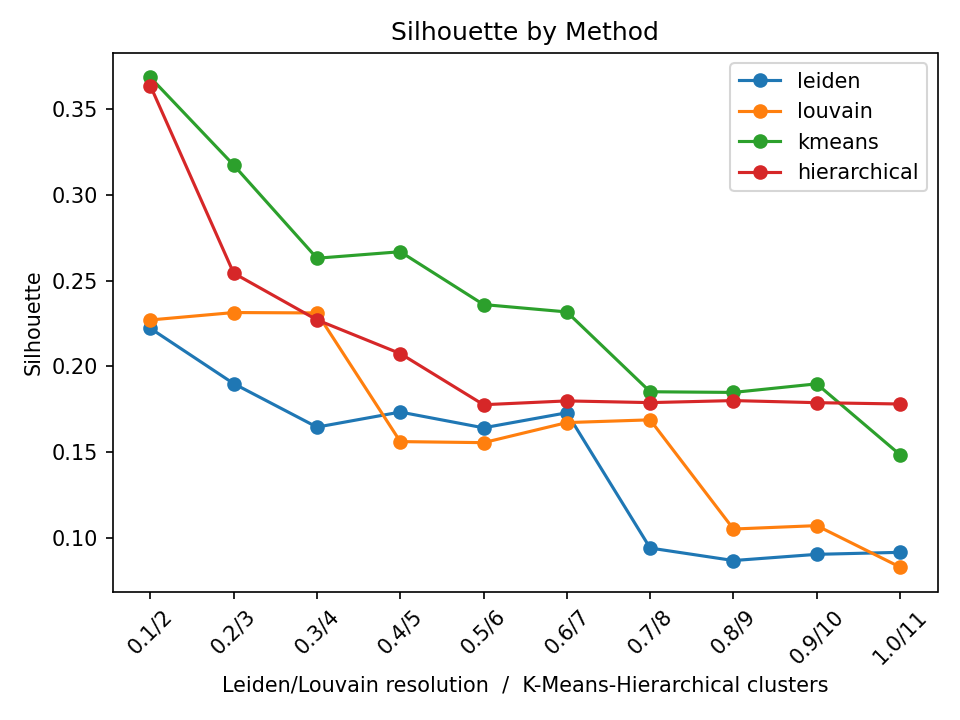 Silhouette by Method
leiden
louvain
kmeans
hierarchical
Silhouette
0.35
0.30
0.25
0.20
0.15
0.10
0.1/2
0.2/3
0.3/4
0.4/5
0.5/6
0.6/7
0.7/8
0.8/9
0.9/10
1.0/11
Leiden/Louvain resolution / K-Means-Hierarchical clusters